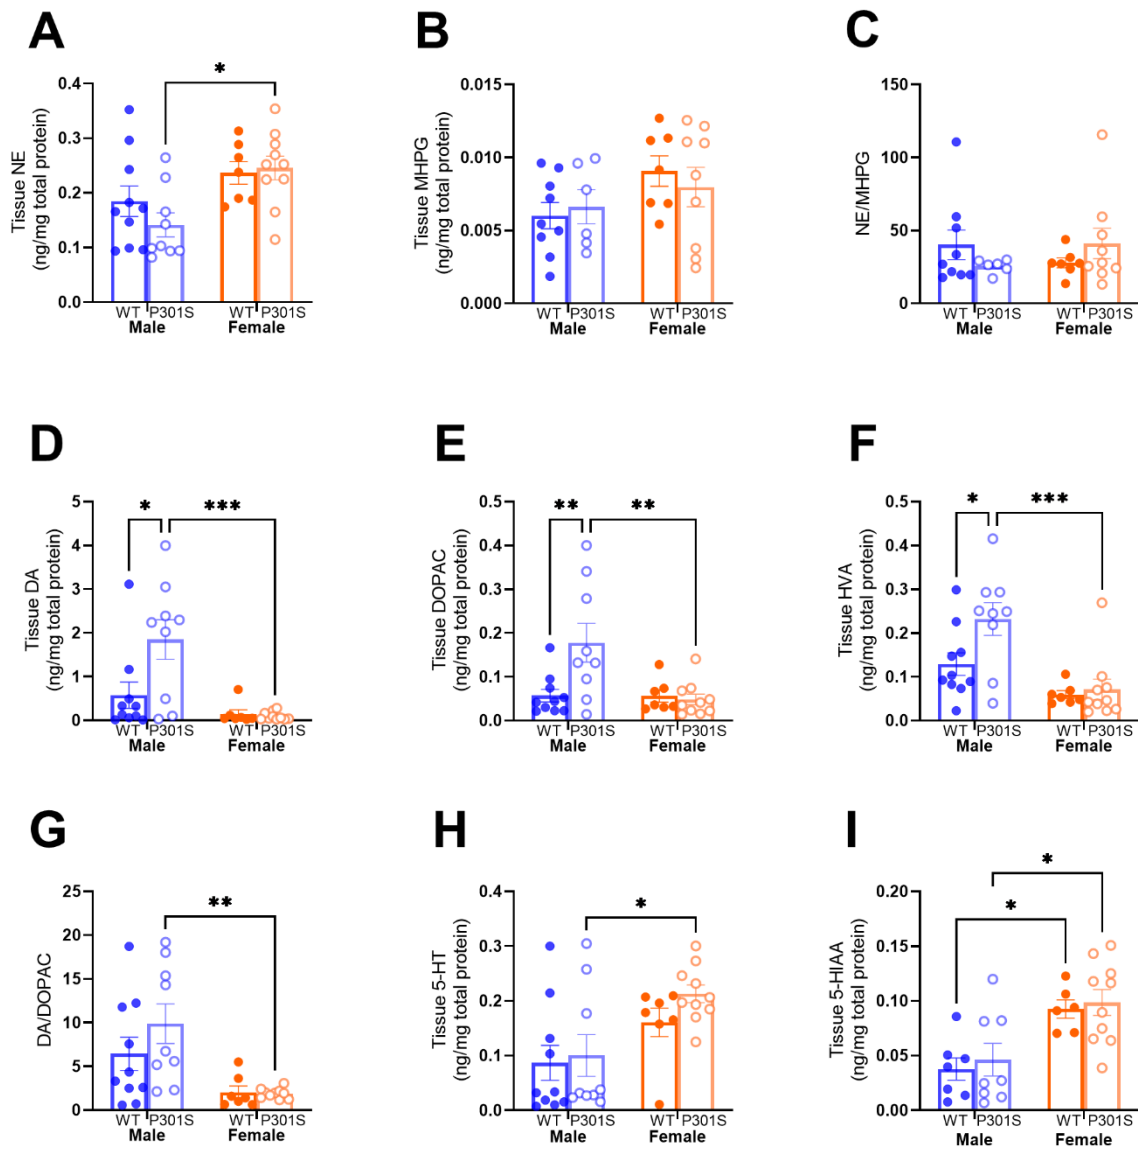 A
Tissue NE
(ng/mg total protein)
0.4
0.3
0.2
0.1
0.0
*
WT P301S WT P301S
Male Female
B
Tissue MHPG
(ng/mg total protein)
0.015
0.010
0.005
0.000
WT P301S WT P301S
Male Female
C
NE/MHPG
150
100
50
0
WT P301S WT P301S
Male Female
D
Tissue DA
(ng/mg total protein)
5
4
3
2
1
0
* ***
WT P301S WT P301S
Male Female
E
Tissue DOPAC
(ng/mg total protein)
0.5
0.4
0.3
0.2
0.1
0.0
** **
WT P301S WT P301S
Male Female
F
Tissue HVA
(ng/mg total protein)
0.5
0.4
0.3
0.2
0.1
0.0
* ***
WT P301S WT P301S
Male Female
G
DA/DOPAC
25
20
15
10
5
0
**
WT P301S WT P301S
Male Female
H
Tissue 5-HT
(ng/mg total protein)
0.4
0.3
0.2
0.1
0.0
*
WT P301S WT P301S
Male Female
I
Tissue 5-HIAA
(ng/mg total protein)
0.20
0.15
0.10
0.05
0.00
*
*
WT P301S WT P301S
Male Female